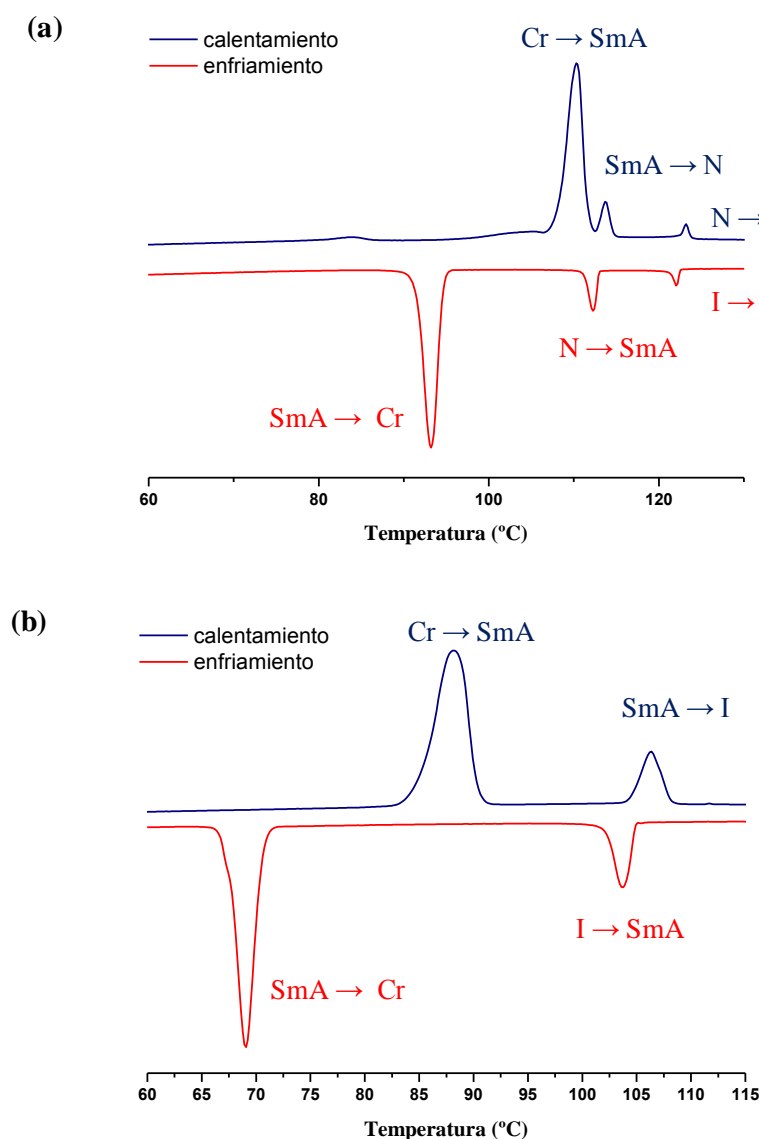 (a)
calentamiento
enfriamiento
Cr → SmA
SmA → N
N →
I →
N → SmA
SmA → Cr
60 80 100 120
Temperatura (ºC)
(b)
calentamiento
enfriamiento
Cr → SmA
SmA → I
I → SmA
SmA → Cr
60 65 70 75 80 85 90 95 100 105 110 115
Temperatura (ºC)